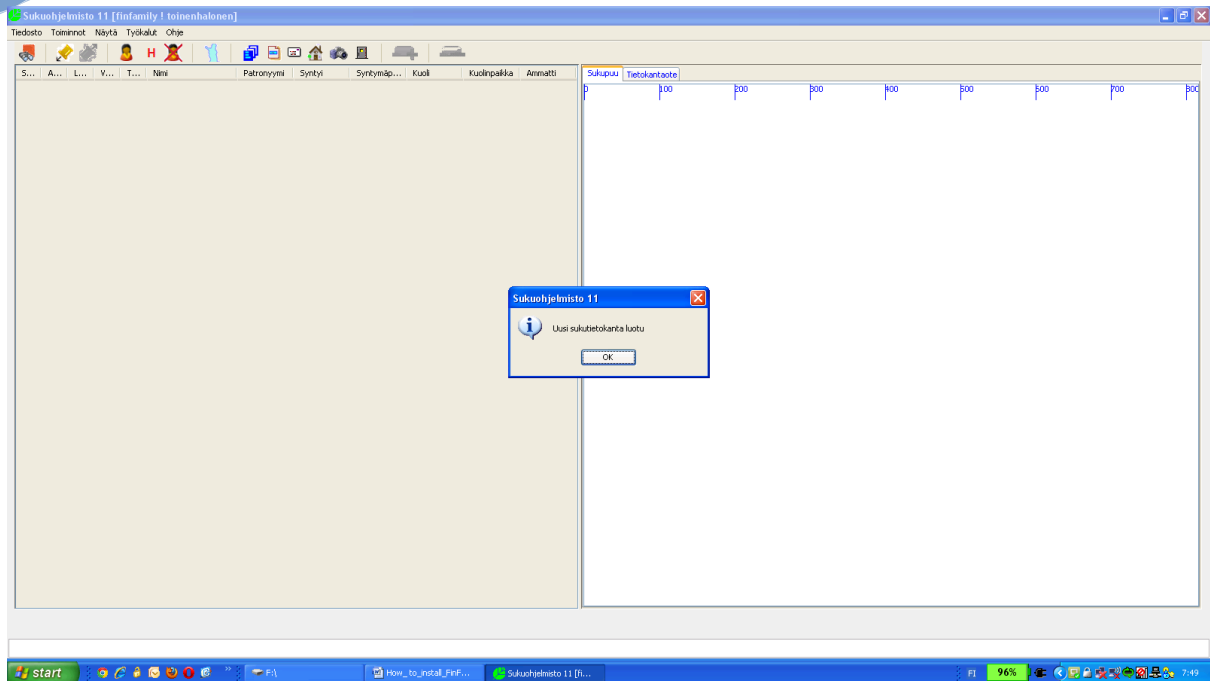 Sukuohjelmisto 11 [finfamily ! toinenhalonen]
Tiedosto Toiminnot Näytä Työkalut Ohje
H
S... A... L... V... T... Nimi Patronyymi Syntyi Syntymäp... Kuoli Kuolinpaikka Ammatti
Sukupuu Tietokantaote
0 100 200 300 400 500 600 700 800
Sukuohjelmisto 11
Uusi sukutietokanta luotu
OK
start F:\ How_to_install_FinF... Sukuohjelmisto 11 [fi... FI 96% 7:49